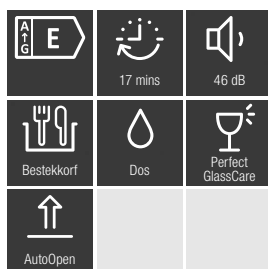 A
G
E
17 mins
46 dB
Bestekkorf
Dos
Perfect
GlassCare
AutoOpen